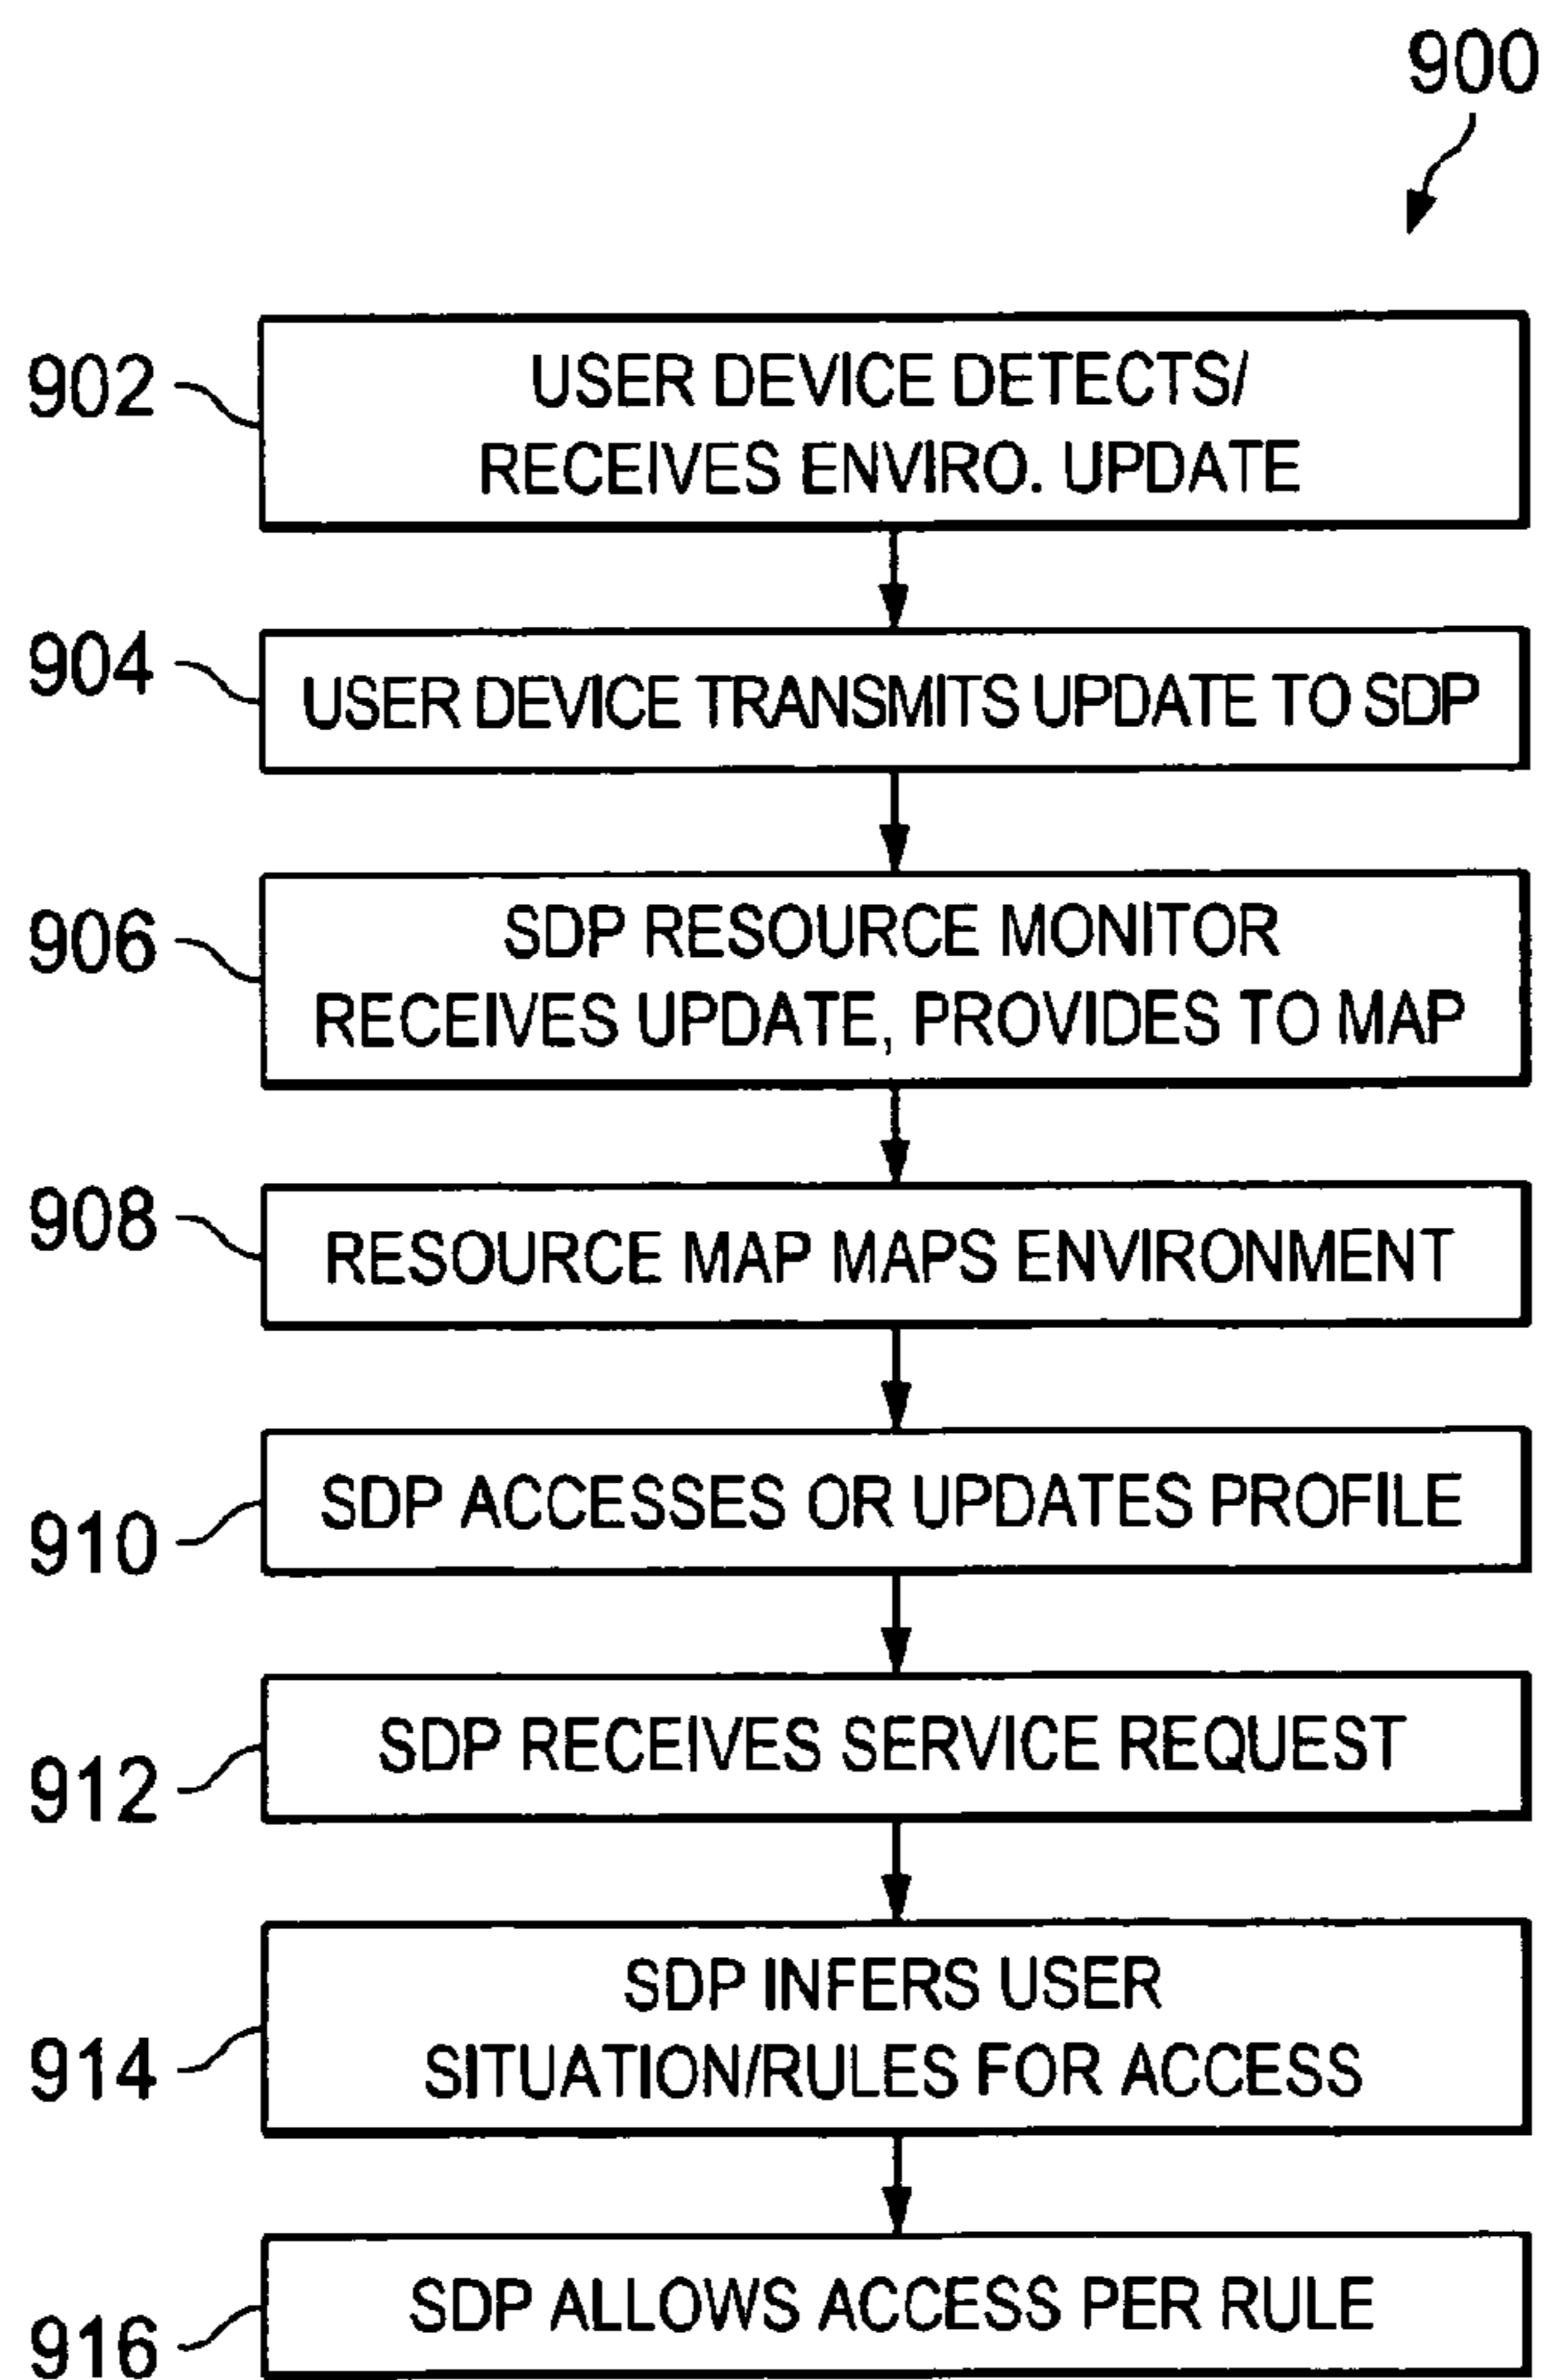 900
902
USER DEVICE DETECTS/
RECEIVES ENVIRO. UPDATE
904
USER DEVICE TRANSMITS UPDATE TO SDP
906
SDP RESOURCE MONITOR
RECEIVES UPDATE, PROVIDES TO MAP
908
RESOURCE MAP MAPS ENVIRONMENT
910
SDP ACCESSES OR UPDATES PROFILE
912
SDP RECEIVES SERVICE REQUEST
914
SDP INFERS USER
SITUATION/RULES FOR ACCESS
916
SDP ALLOWS ACCESS PER RULE